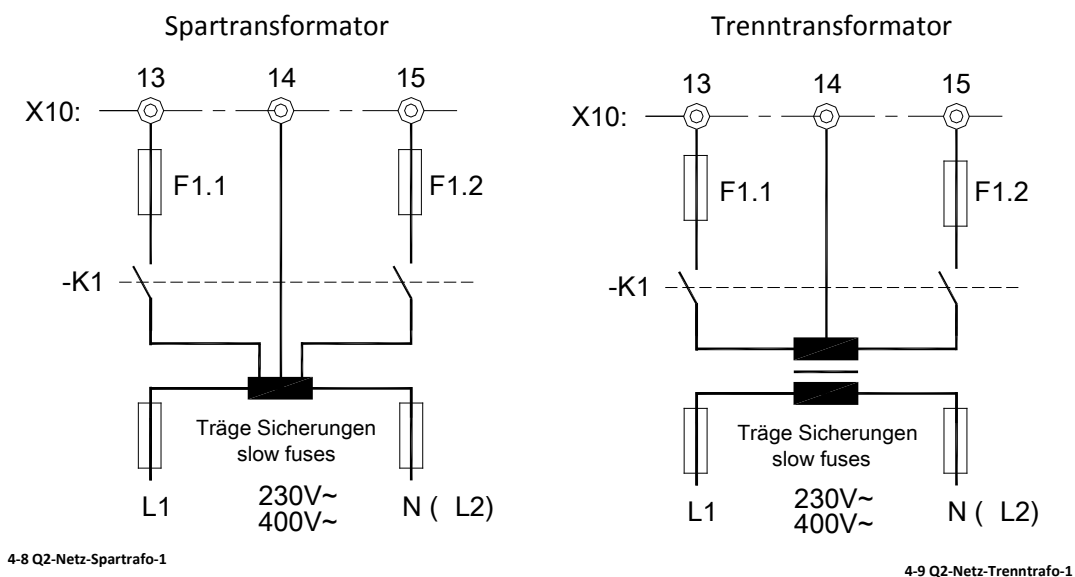 Spartransformator
13 14 15
X10:
F1.1 F1.2
-K1
Träge Sicherungen
slow fuses
L1 230V~ N ( L2)
400V~
4-8 Q2-Netz-Spartrafo-1
Trenntransformator
13 14 15
X10:
F1.1 F1.2
-K1
Träge Sicherungen
slow fuses
L1 230V~ N ( L2)
400V~
4-9 Q2-Netz-Trenntrafo-1